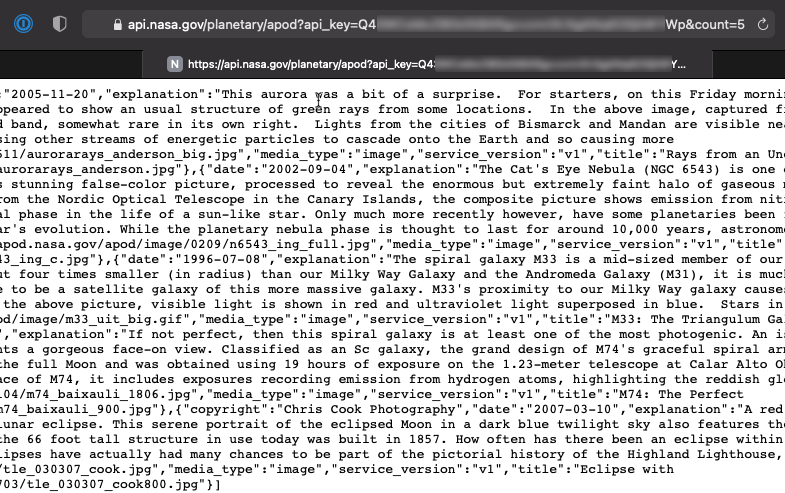 api.nasa.gov/planetary/apod?api_key=Q4 Wp&count=5
N https://api.nasa.gov/planetary/apod?api_key=Q4 Y...
:"2005-11-20","explanation":"This aurora was a bit of a surprise.  For starters, on this Friday morni
ppeared to show an usual structure of green rays from some locations.  In the above image, captured f
d band, somewhat rare in its own right.  Lights from the cities of Bismarck and Mandan are visible nea
sing other streams of energetic particles to cascade onto the Earth and so causing more
511/aurorarays_anderson_big.jpg","media_type":"image","service_version":"v1","title":"Rays from an Un
aurorarays_anderson.jpg"},{"date":"2002-09-04","explanation":"The Cat's Eye Nebula (NGC 6543) is one o
s stunning false-color picture, processed to reveal the enormous but extremely faint halo of gaseous m
rom the Nordic Optical Telescope in the Canary Islands, the composite picture shows emission from nit
al phase in the life of a sun-like star. Only much more recently however, have some planetaries been
ar's evolution. While the planetary nebula phase is thought to last for around 10,000 years, astronom
apod.nasa.gov/apod/image/0209/n6543_ing_full.jpg","media_type":"image","service_version":"v1","title"
43_ing_c.jpg"},{"date":"1996-07-08","explanation":"The spiral galaxy M33 is a mid-sized member of our
ut four times smaller (in radius) than our Milky Way Galaxy and the Andromeda Galaxy (M31), it is muc
e to be a satellite galaxy of this more massive galaxy. M33's proximity to our Milky Way galaxy cause
the above picture, visible light is shown in red and ultraviolet light superposed in blue.  Stars in
od/image/m33_uit_big.gif","media_type":"image","service_version":"v1","title":"M33: The Triangulum Ga
","explanation":"If not perfect, then this spiral galaxy is at least one of the most photogenic. An i
nts a gorgeous face-on view. Classified as an Sc galaxy, the grand design of M74's graceful spiral ar
the full Moon and was obtained using 19 hours of exposure on the 1.23-meter telescope at Calar Alto O
ace of M74, it includes exposures recording emission from hydrogen atoms, highlighting the reddish gl
104/m74_baixauli_1806.jpg","media_type":"image","service_version":"v1","title":"M74: The Perfect
m74_baixauli_900.jpg"},{"copyright":"Chris Cook Photography","date":"2007-03-10","explanation":"A red
lunar eclipse. This serene portrait of the eclipsed Moon in a dark blue twilight sky also features th
the 66 foot tall structure in use today was built in 1857. How often has there been an eclipse within
lipses have actually had many chances to be part of the pictorial history of the Highland Lighthouse,
/tle_030307_cook.jpg","media_type":"image","service_version":"v1","title":"Eclipse with
703/tle_030307_cook800.jpg"}]